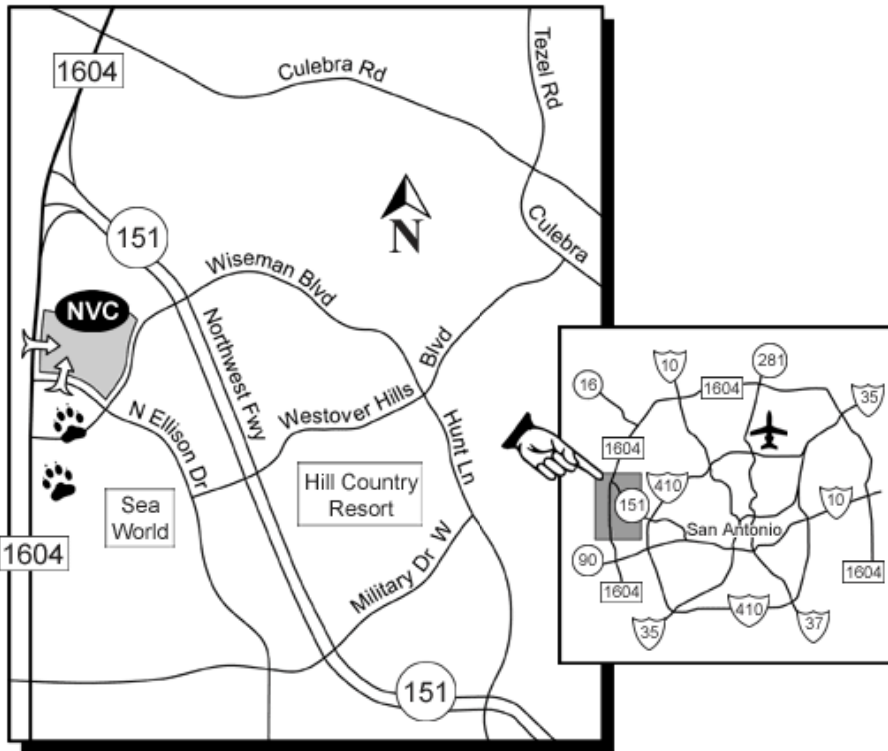 1604
Culebra Rd
Tezel Rd
N
151
Culebra
Wiseman Blvd
NVC
Northwest Fwy
Westover Hills Blvd
N Ellison Dr
Hunt Ln
Hill Country
Resort
Sea
World
1604
Military Dr W
151
10
281
16
1604
35
1604
410
151
10
San Antonio
90
1604
1604
35
410
37